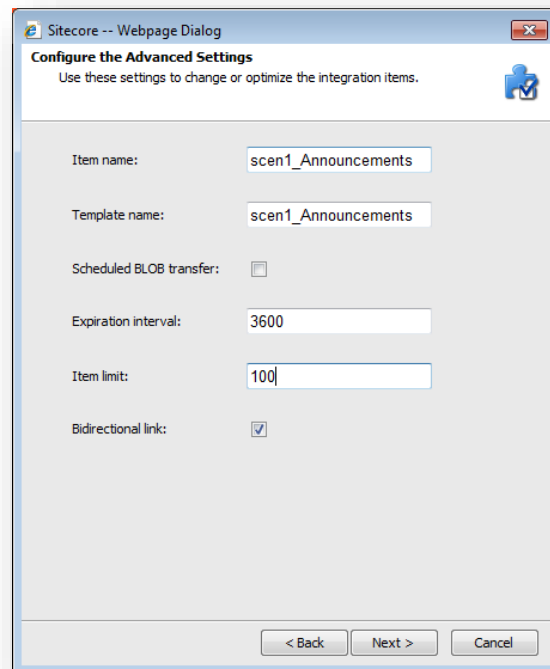 Sitecore -- Webpage Dialog
Configure the Advanced Settings
Use these settings to change or optimize the integration items.
Item name: scen1_Announcements
Template name: scen1_Announcements
Scheduled BLOB transfer:
Expiration interval: 3600
Item limit: 100
Bidirectional link:
< Back Next > Cancel